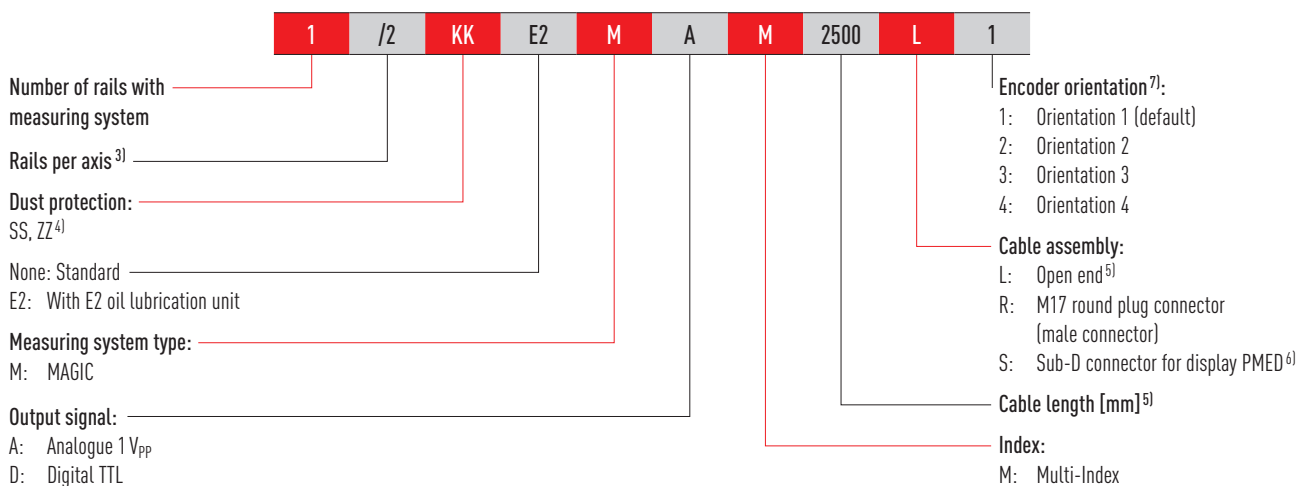 1 /2 KK E2 M A M 2500 L 1
Number of rails with
measuring system
Rails per axis 3)
Dust protection:
SS, ZZ 4)
None: Standard
E2: With E2 oil lubrication unit
Measuring system type:
M: MAGIC
Output signal:
A: Analogue 1 VPP
D: Digital TTL
Encoder orientation 7):
1: Orientation 1 (default)
2: Orientation 2
3: Orientation 3
4: Orientation 4
Cable assembly:
L: Open end 5)
R: M17 round plug connector
(male connector)
S: Sub-D connector for display PMED 6)
Cable length [mm] 5)
Index:
M: Multi-Index